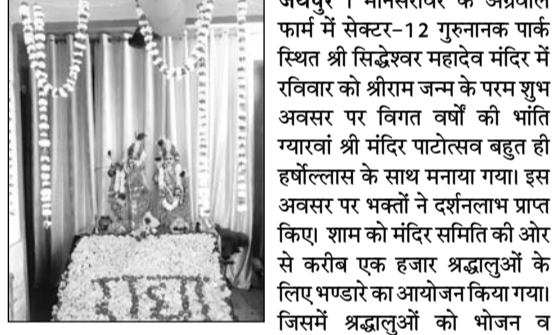 जयपुर । मानसरोवर के अग्रवाल
फार्म में सेक्टर-12 गुरुनानक पार्क
स्थित श्री सिद्धेश्वर महादेव मंदिर में
रविवार को श्रीराम जन्म के परम शुभ
अवसर पर विगत वर्षों की भांति
ग्यारवां श्री मंदिर पाटोत्सव बहुत ही
हर्षोल्लास के साथ मनाया गया। इस
अवसर पर भक्तों ने दर्शनलाभ प्राप्त
किए। शाम को मंदिर समिति की ओर
से करीब एक हजार श्रद्धालुओं के
लिए भण्डारे का आयोजन किया गया।
जिसमें श्रद्धालुओं को भोजन व
राधा